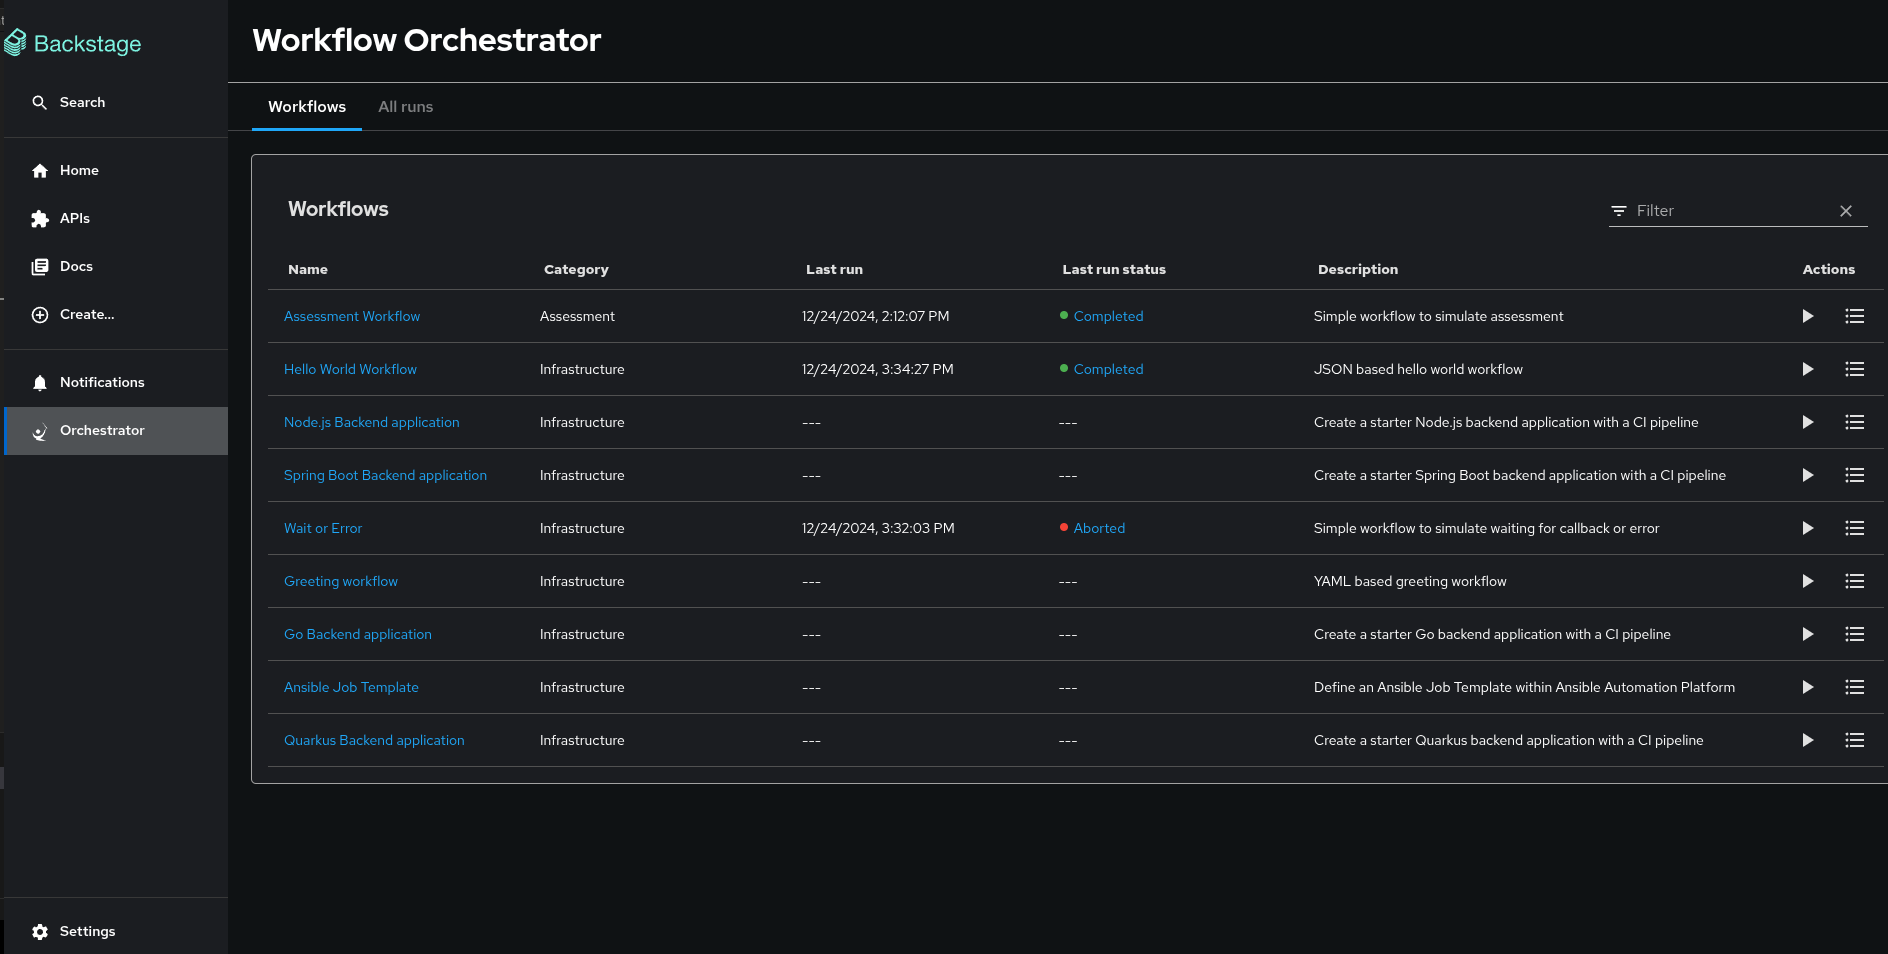 Backstage
Search
Home
APIs
Docs
Create...
Notifications
Orchestrator
Settings
Workflow Orchestrator
Workflows All runs
Workflows
Filter
Name Category Last run Last run status Description Actions
Assessment Workflow Assessment 12/24/2024, 2:12:07 PM Completed Simple workflow to simulate assessment
Hello World Workflow Infrastructure 12/24/2024, 3:34:27 PM Completed JSON based hello world workflow
Node.js Backend application Infrastructure --- --- Create a starter Node.js backend application with a CI pipeline
Spring Boot Backend application Infrastructure --- --- Create a starter Spring Boot backend application with a CI pipeline
Wait or Error Infrastructure 12/24/2024, 3:32:03 PM Aborted Simple workflow to simulate waiting for callback or error
Greeting workflow Infrastructure --- --- YAML based greeting workflow
Go Backend application Infrastructure --- --- Create a starter Go backend application with a CI pipeline
Ansible Job Template Infrastructure --- --- Define an Ansible Job Template within Ansible Automation Platform
Quarkus Backend application Infrastructure --- --- Create a starter Quarkus backend application with a CI pipeline